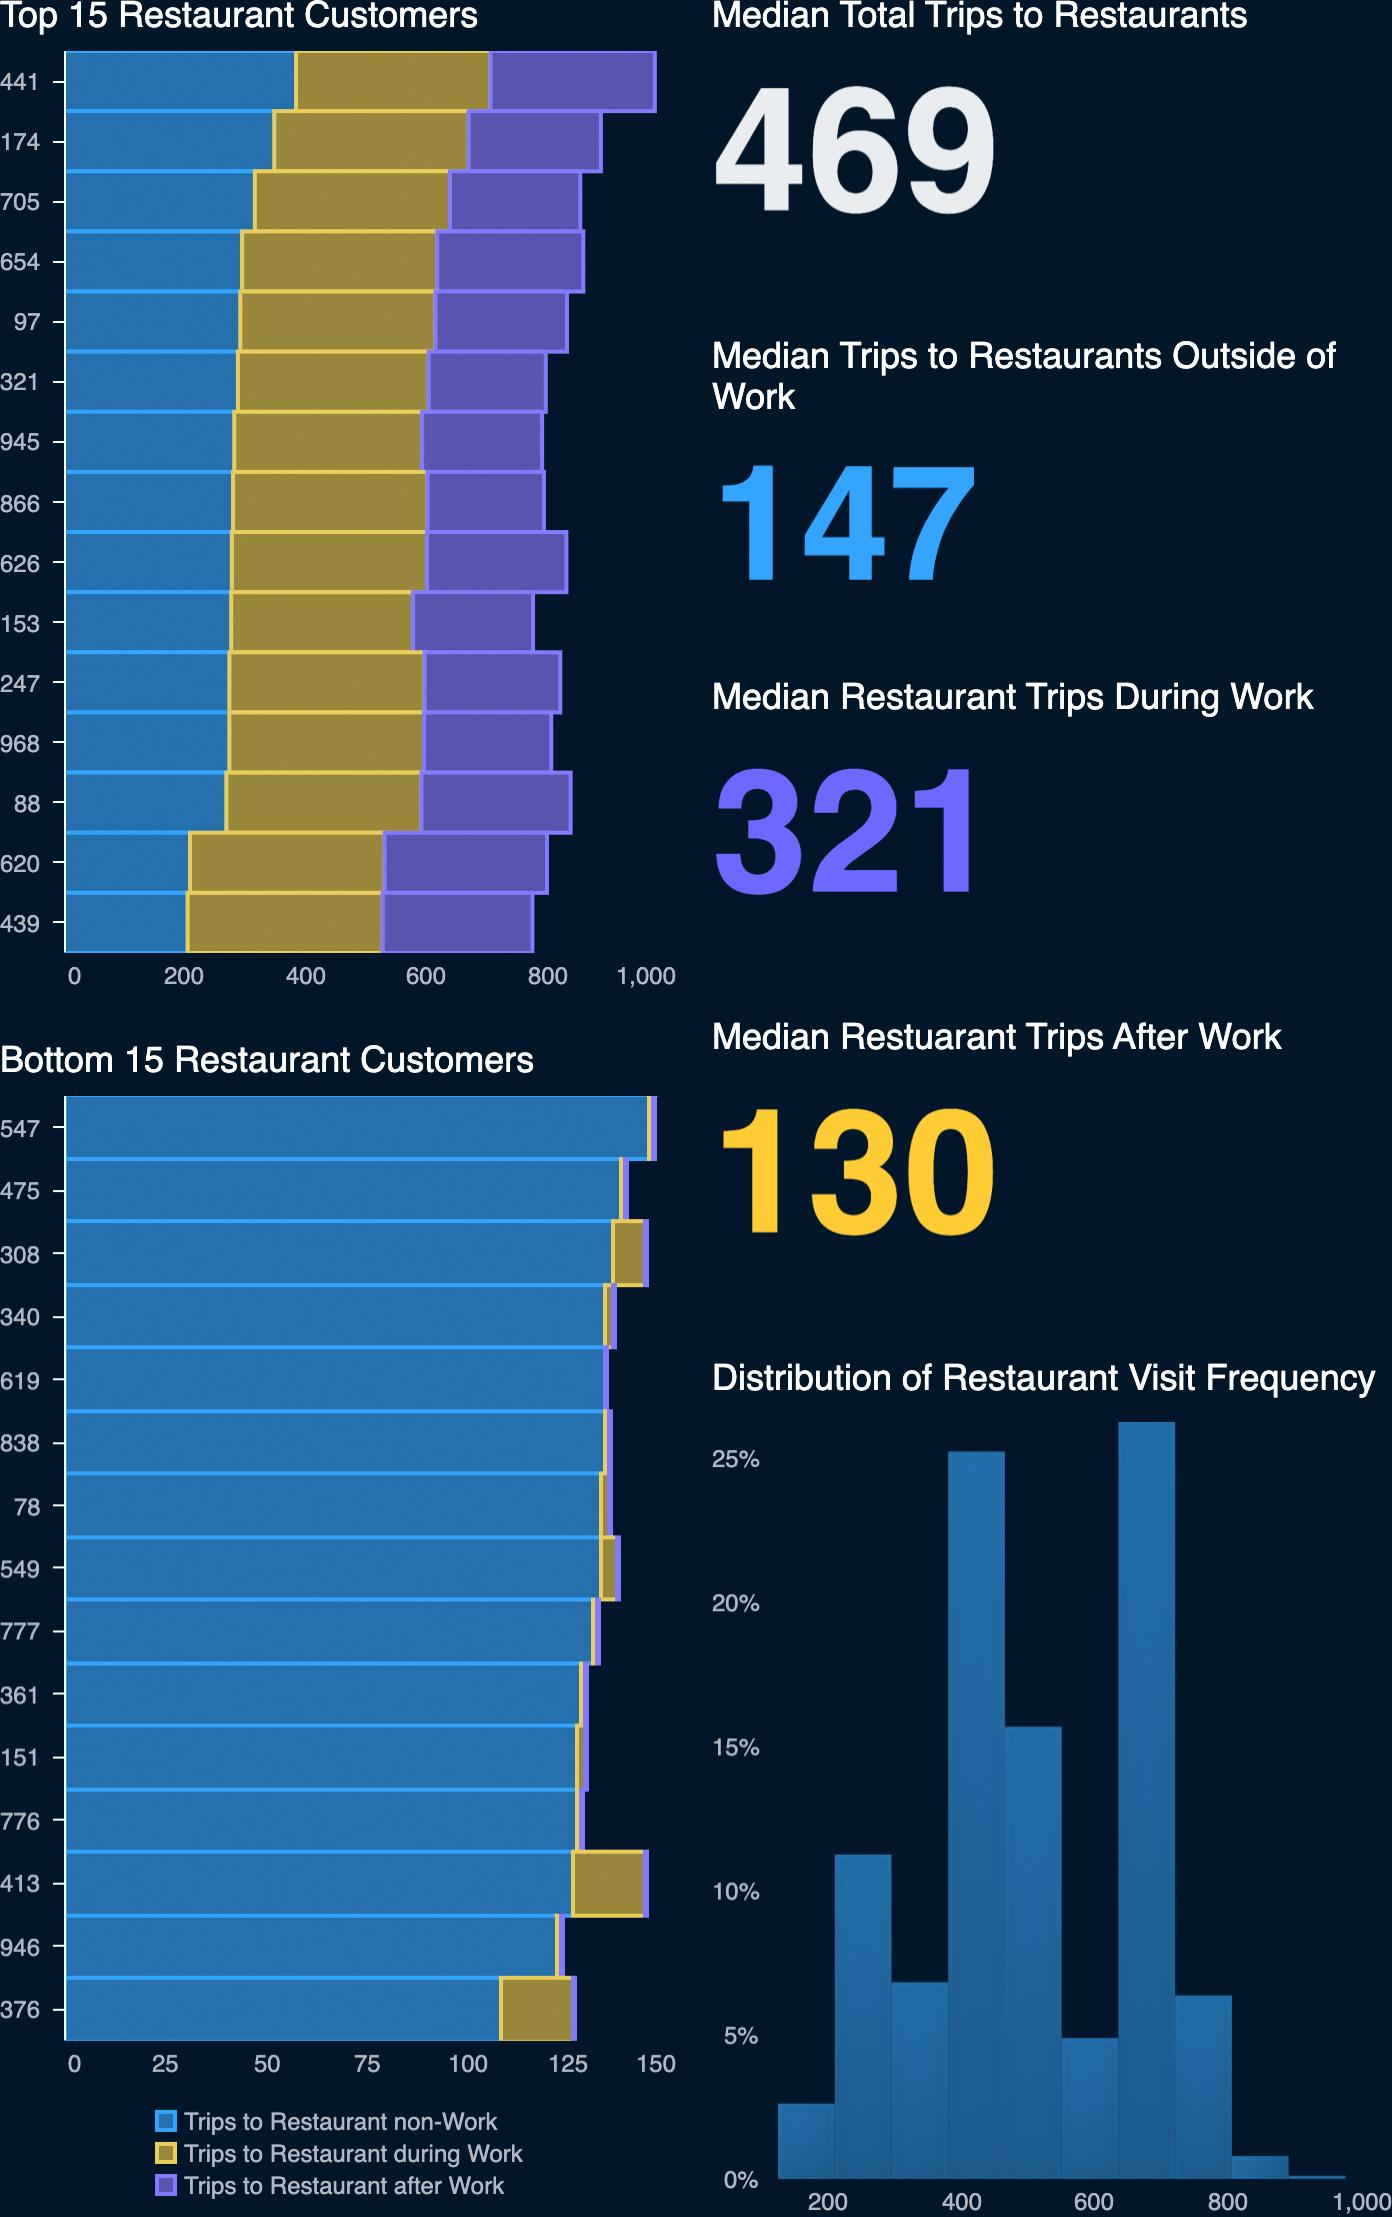 Top 15 Restaurant Customers
441
174
705
654
97
321
945
866
626
153
247
968
88
620
439
0 200 400 600 800 1,000
Bottom 15 Restaurant Customers
547
475
308
340
619
838
78
549
777
361
151
776
413
946
376
0 25 50 75 100 125 150
Trips to Restaurant non-Work
Trips to Restaurant during Work
Trips to Restaurant after Work
Median Total Trips to Restaurants
469
Median Trips to Restaurants Outside of
Work
147
Median Restaurant Trips During Work
321
Median Restuarant Trips After Work
130
Distribution of Restaurant Visit Frequency
25%
20%
15%
10%
5%
0%
200 400 600 800 1,000